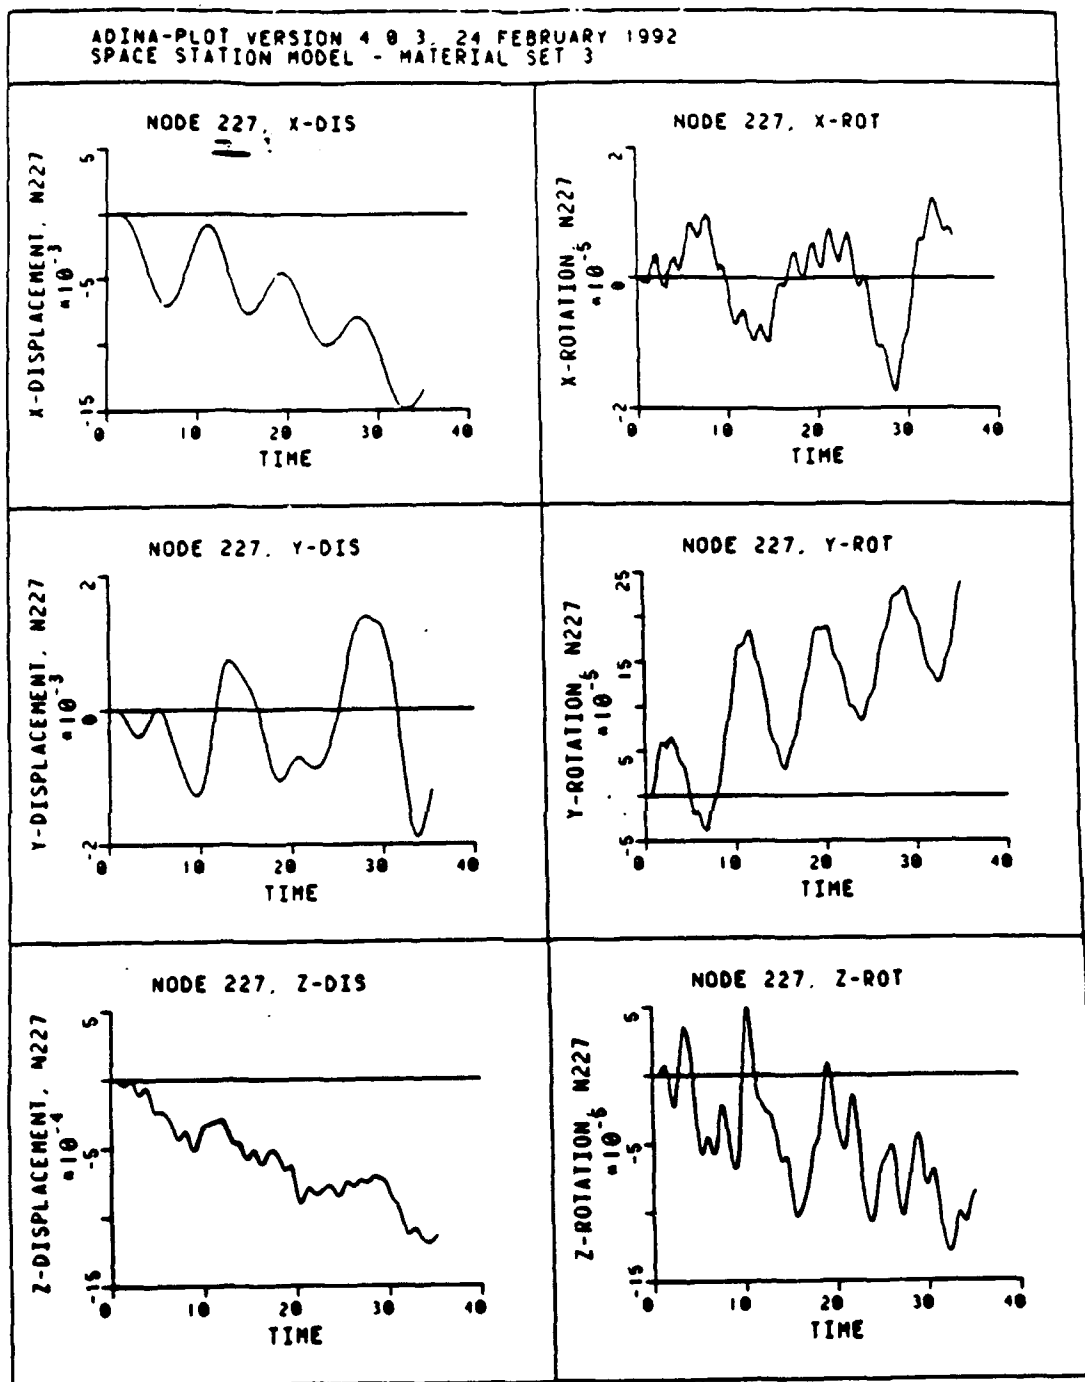 ADINA-PLOT VERSION 4.0.3, 24 FEBRUARY 1992
SPACE STATION MODEL - MATERIAL SET 3
NODE 227, X-DIS
X-DISPLACEMENT, N227
*10^-3
5
-5
-15
0 10 20 30 40
TIME
NODE 227, X-ROT
X-ROTATION, N227
*10^-5
2
0
-2
0 10 20 30 40
TIME
NODE 227, Y-DIS
Y-DISPLACEMENT, N227
*10^-3
2
0
-2
0 10 20 30 40
TIME
NODE 227, Y-ROT
Y-ROTATION, N227
25
15
5
-5
0 10 20 30 40
TIME
NODE 227, Z-DIS
Z-DISPLACEMENT, N227
*10^-4
5
-5
-15
0 10 20 30 40
TIME
NODE 227, Z-ROT
Z-ROTATION, N227
5
-5
-15
0 10 20 30 40
TIME